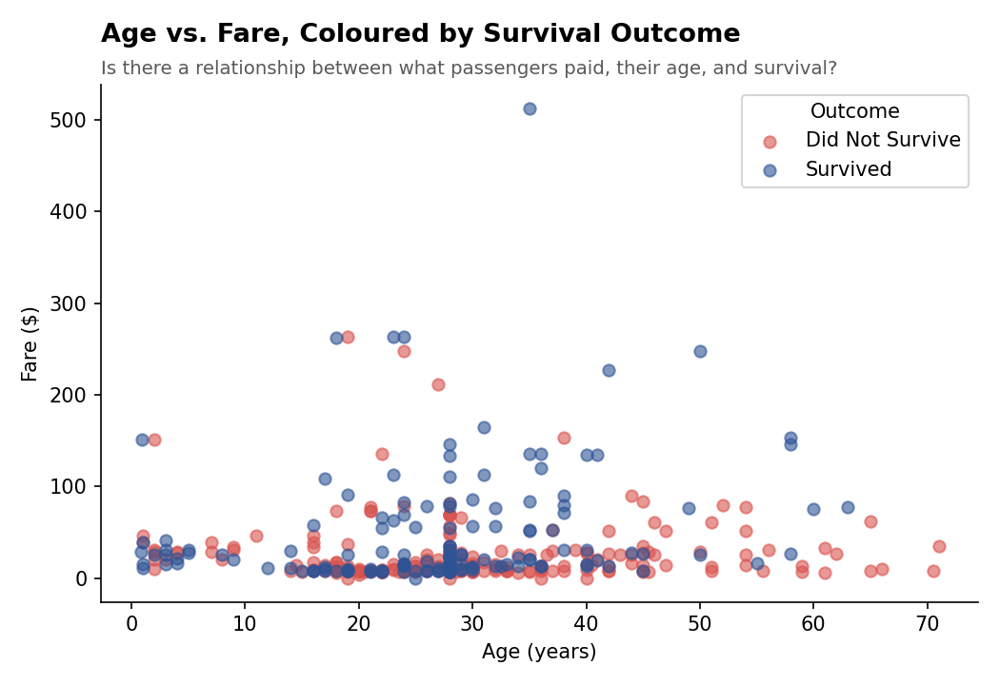 Age vs. Fare, Coloured by Survival Outcome
Is there a relationship between what passengers paid, their age, and survival?
Outcome
Did Not Survive
Survived
500
400
300
200
100
0
Fare ($)
0 10 20 30 40 50 60 70
Age (years)